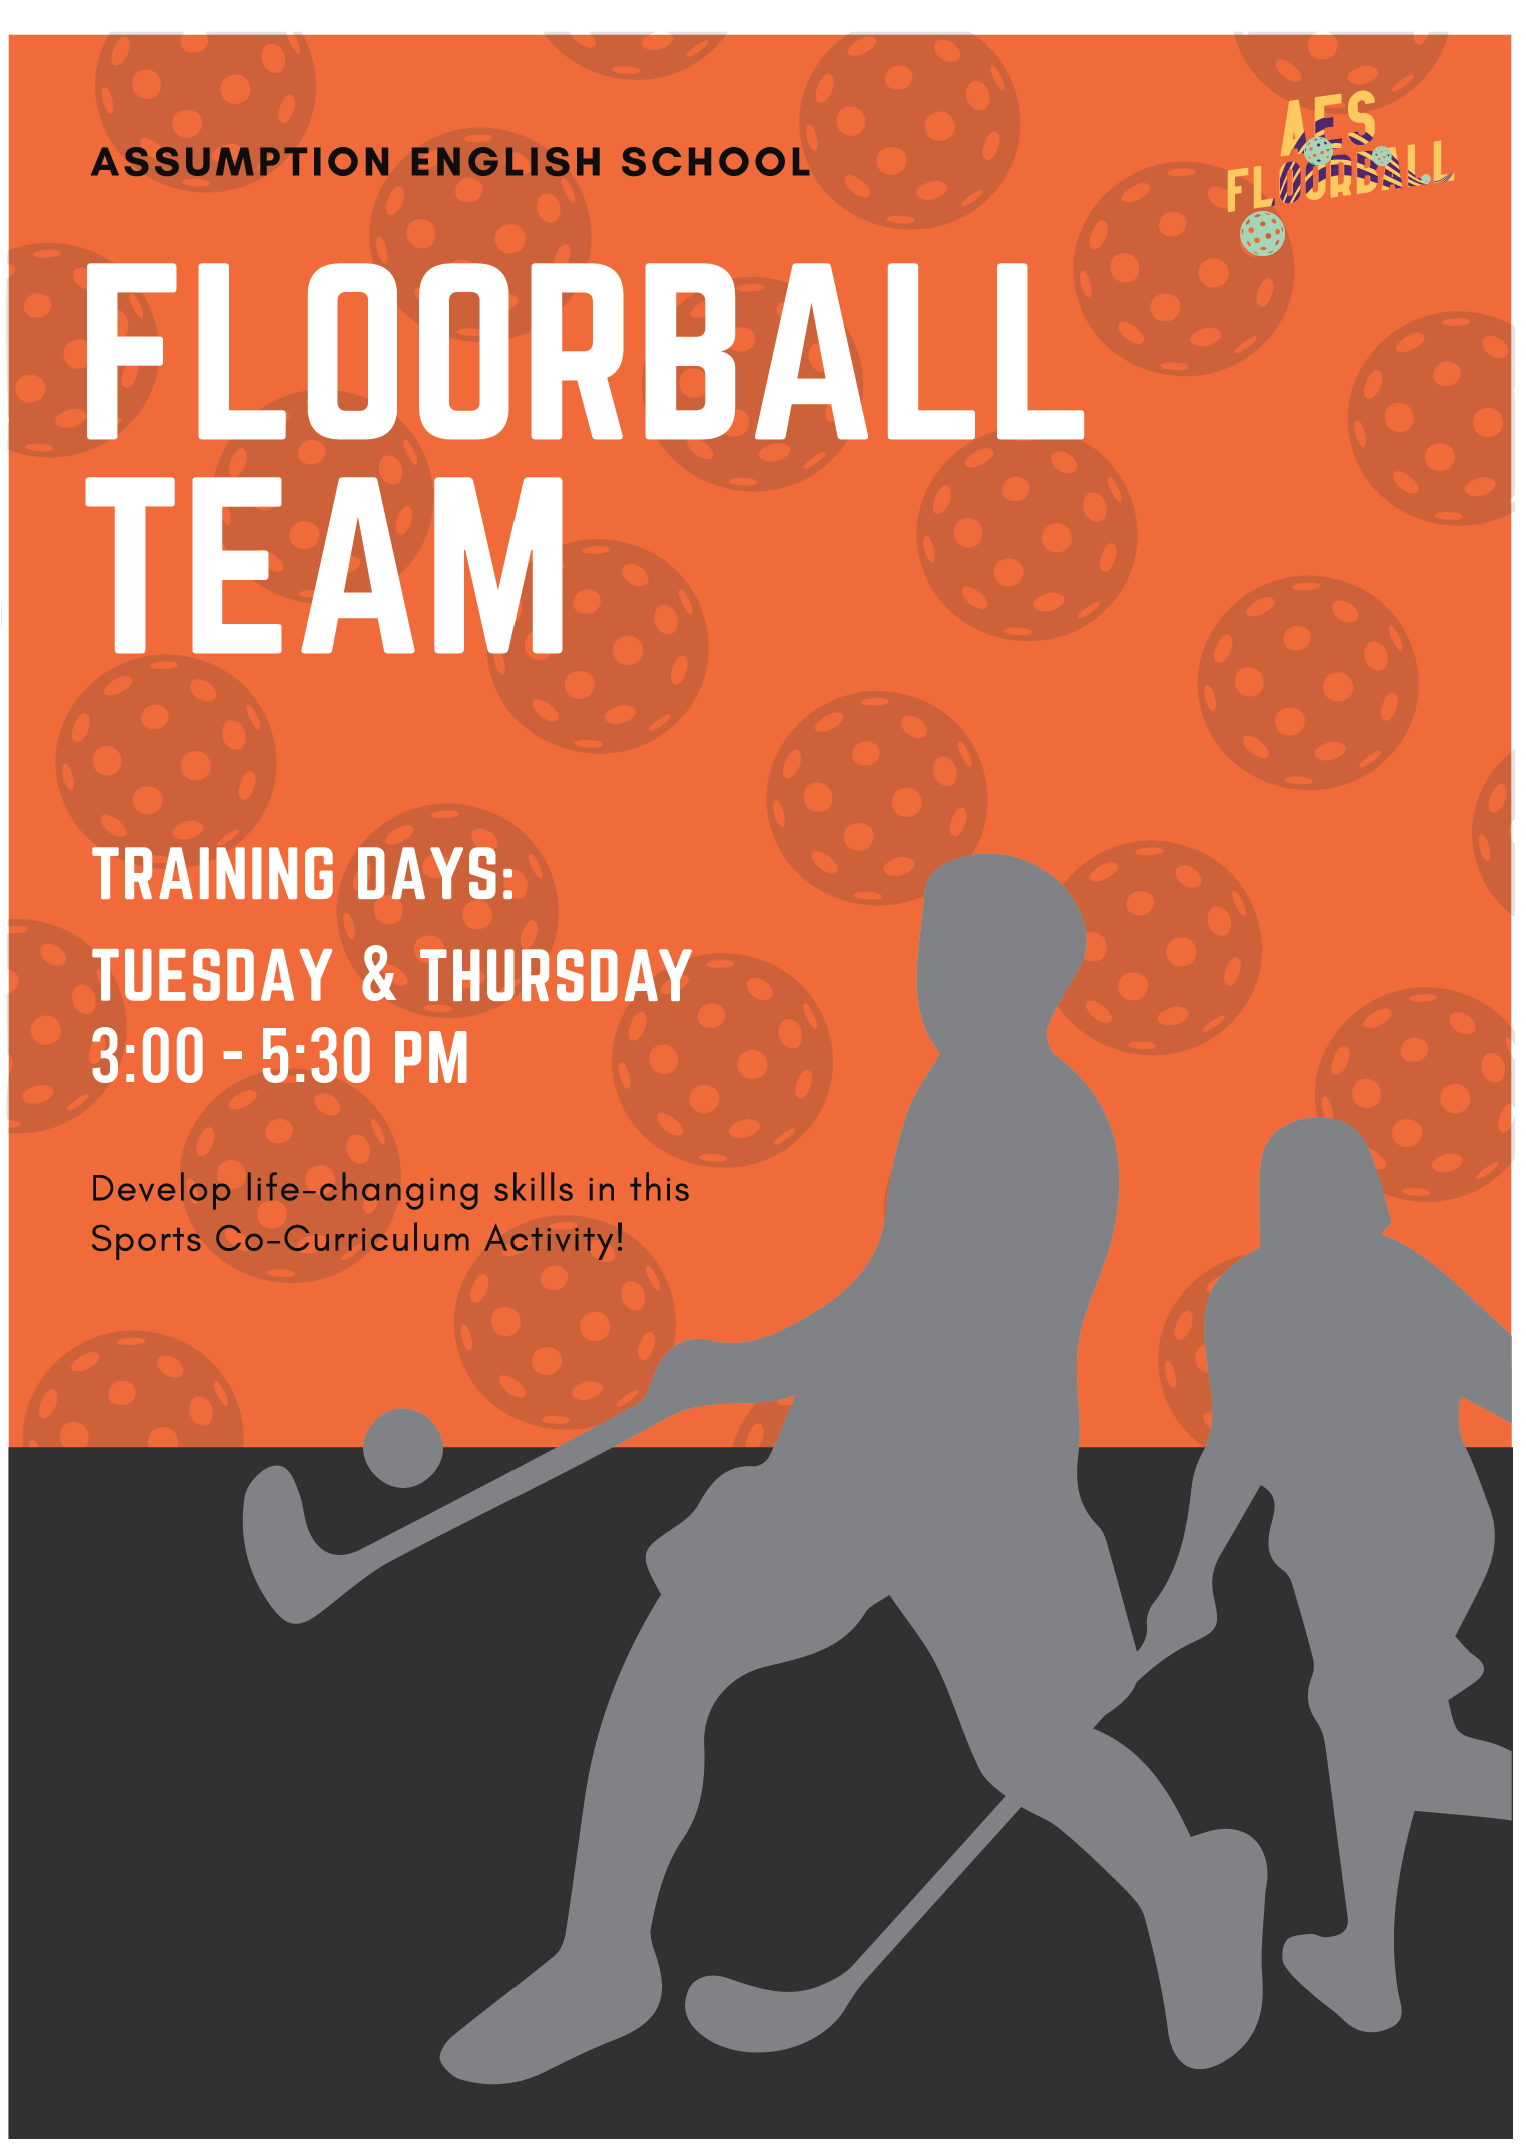 ASSUMPTION ENGLISH SCHOOL
AES
FLOORBALL
FLOORBALL
TEAM
TRAINING DAYS:
TUESDAY & THURSDAY
3:00 - 5:30 PM
Develop life-changing skills in this
Sports Co-Curriculum Activity!